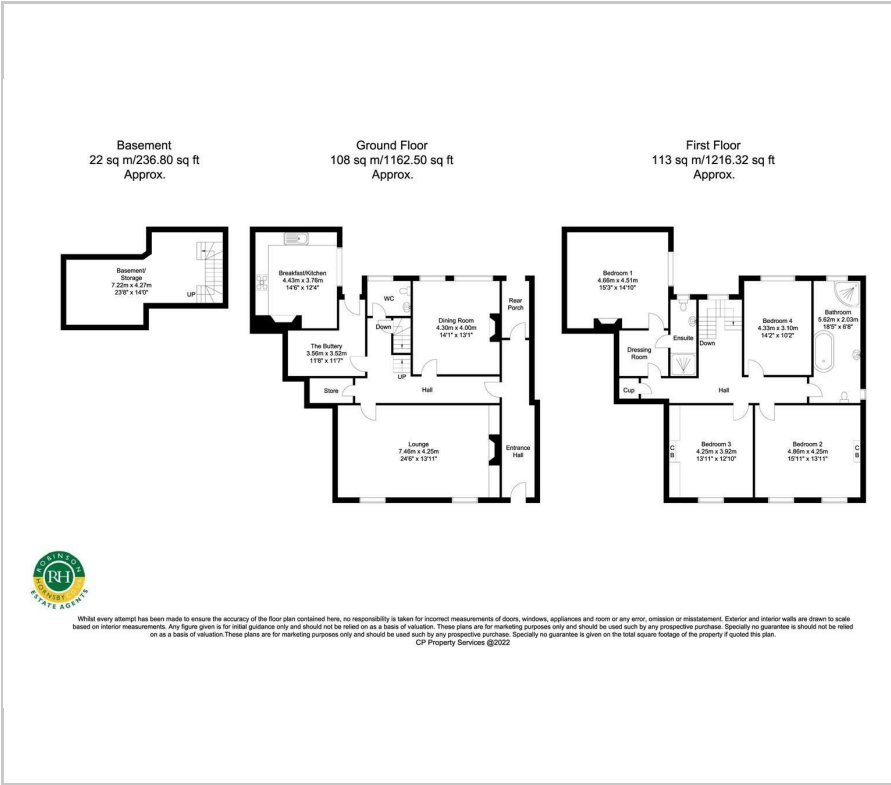 Basement
22 sq m/236.80 sq ft
Approx.
Ground Floor
108 sq m/1162.50 sq ft
Approx.
First Floor
113 sq m/1216.32 sq ft
Approx.
Basement/
Storage
7.22m x 4.27m
23'8" x 14'0"
UP
Breakfast/Kitchen
4.43m x 3.76m
14'6" x 12'4"
WC
Dining Room
4.30m x 4.00m
14'1" x 13'1"
Rear
Porch
Down
The Buttery
3.56m x 3.52m
11'8" x 11'7"
UP
Store
Hall
Lounge
7.46m x 4.25m
24'6" x 13'11"
Entrance
Hall
Bedroom 1
4.66m x 4.51m
15'3" x 14'10"
Dressing
Room
Ensuite
Down
Bedroom 4
4.33m x 3.10m
14'2" x 10'2"
Bathroom
5.62m x 2.03m
18'5" x 6'8"
Cup
Hall
C
B
Bedroom 3
4.25m x 3.92m
13'11" x 12'10"
Bedroom 2
4.86m x 4.25m
15'11" x 13'11"
C
B
ROBINSON
RH
HORNSBY
ESTATE AGENTS
Whilst every attempt has been made to ensure the accuracy of the floor plan contained here, no responsibility is taken for incorrect measurements of doors, windows, appliances and room or any error, omission or misstatement. Exterior and interior walls are drawn to scale
based on interior measurements. Any figure given is for initial guidance only and should not be relied on as a basis of valuation. These plans are for marketing purposes only and should be used such by any prospective purchase. Specially no guarantee is should not be relied
on as a basis of valuation.These plans are for marketing purposes only and should be used such by any prospective purchase. Specially no guarantee is given on the total square footage of the property if quoted this plan.
CP Property Services @2022